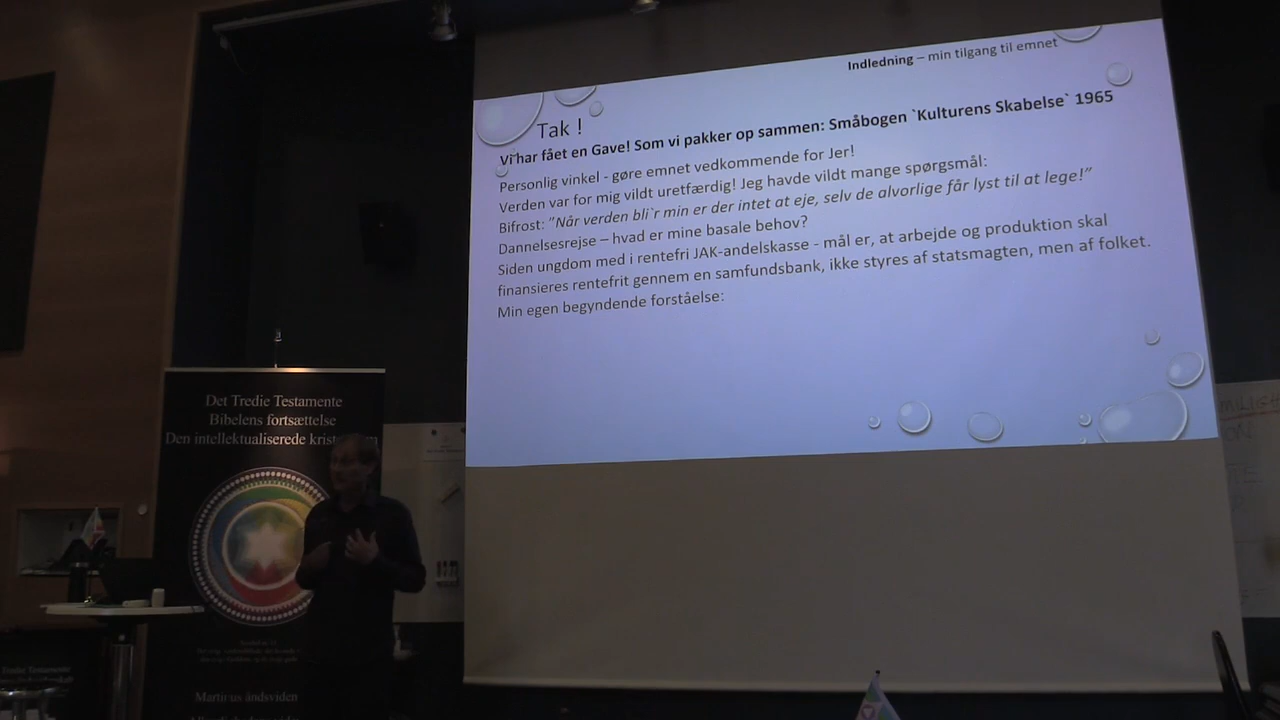 Indledning – min tilgang til emnet
Tak !
Vi har fået en Gave! Som vi pakker op sammen: Småbogen `Kulturens Skabelse` 1965
Personlig vinkel - gøre emnet vedkommende for Jer!
Verden var for mig vildt uretfærdig! Jeg havde vildt mange spørgsmål:
Bifrost: ”Når verden bli`r min er der intet at eje, selv de alvorlige får lyst til at lege!”
Dannelsesrejse – hvad er mine basale behov?
Siden ungdom med i rentefri JAK-andelskasse - mål er, at arbejde og produktion skal
finansieres rentefrit gennem en samfundsbank, ikke styres af statsmagten, men af folket.
Min egen begyndende forståelse:
Det Tredie Testamente
Bibelens fortsættelse
Den intellektualiserede
Martinus åndsviden
Tredie Testamente